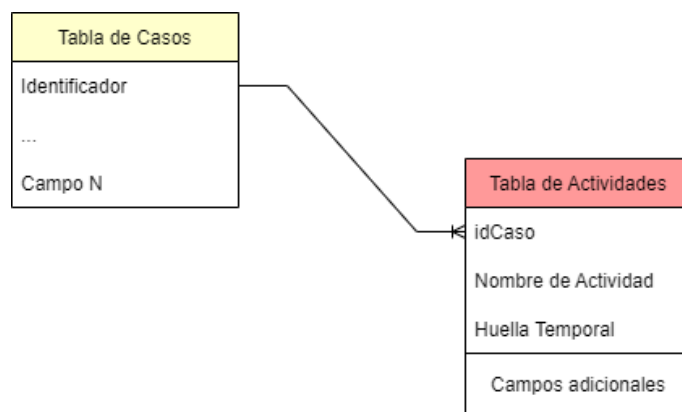 Tabla de Casos
Identificador
...
Campo N
Tabla de Actividades
idCaso
Nombre de Actividad
Huella Temporal
Campos adicionales